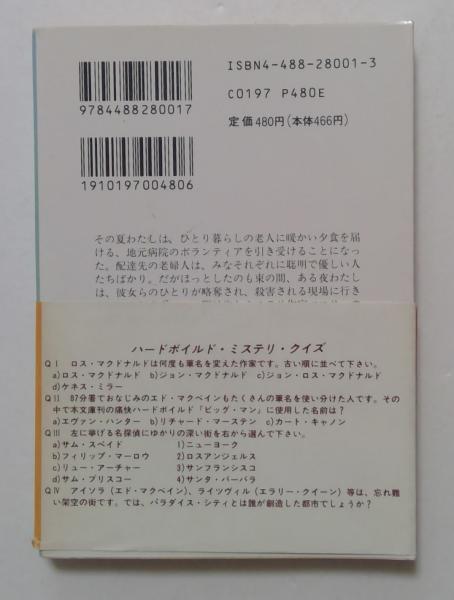 ISBN4-488-28001-3
C0197 P480E
定価480円(本体466円)
9784488280017
1910197004806
その夏わたしは、ひとり暮らしの老人に暖かい夕食を届
ける、地元病院のボランティアを引き受けることになっ
た。配達先の老婦人は、みなそれぞれに聡明で優しい人
たちばかり。だがほっとしたのも束の間、ある夜わたし
は、彼女らのひとりが略奪され、殺害される現場に行き
ハードボイルド・ミステリ・クイズ
QⅠ ロス・マクドナルドは何度も筆名を変えた作家です。古い順に並べて下さい。
a)ロス・マクドナルド b)ジョン・マクドナルド c)ジョン・ロス・マクドナルド
d)ケネス・ミラー
QⅡ 87分署でおなじみのエド・マクベインもたくさんの筆名を使い分けた人です。その
中で本文庫刊の痛快ハードボイルド「ビッグ・マン」に使用した名前は?
a)エヴァン・ハンター b)リチャード・マーステン c)カート・キャノン
QⅢ 左に挙げる名探偵にゆかりの深い街を右から選んで下さい。
a)サム・スペイド 1)ニューヨーク
b)フィリップ・マーロウ 2)ロスアンジェルス
c)リュー・アーチャー 3)サンフランシスコ
d)サム・ブリスコー 4)サンタ・バーバラ
QⅣ アイソラ(エド・マクベイン)、ライツヴィル(エラリー・クイーン)等は、忘れ難
い架空の街です。では、パラダイス・シティとは誰が創造した都市でしょうか?